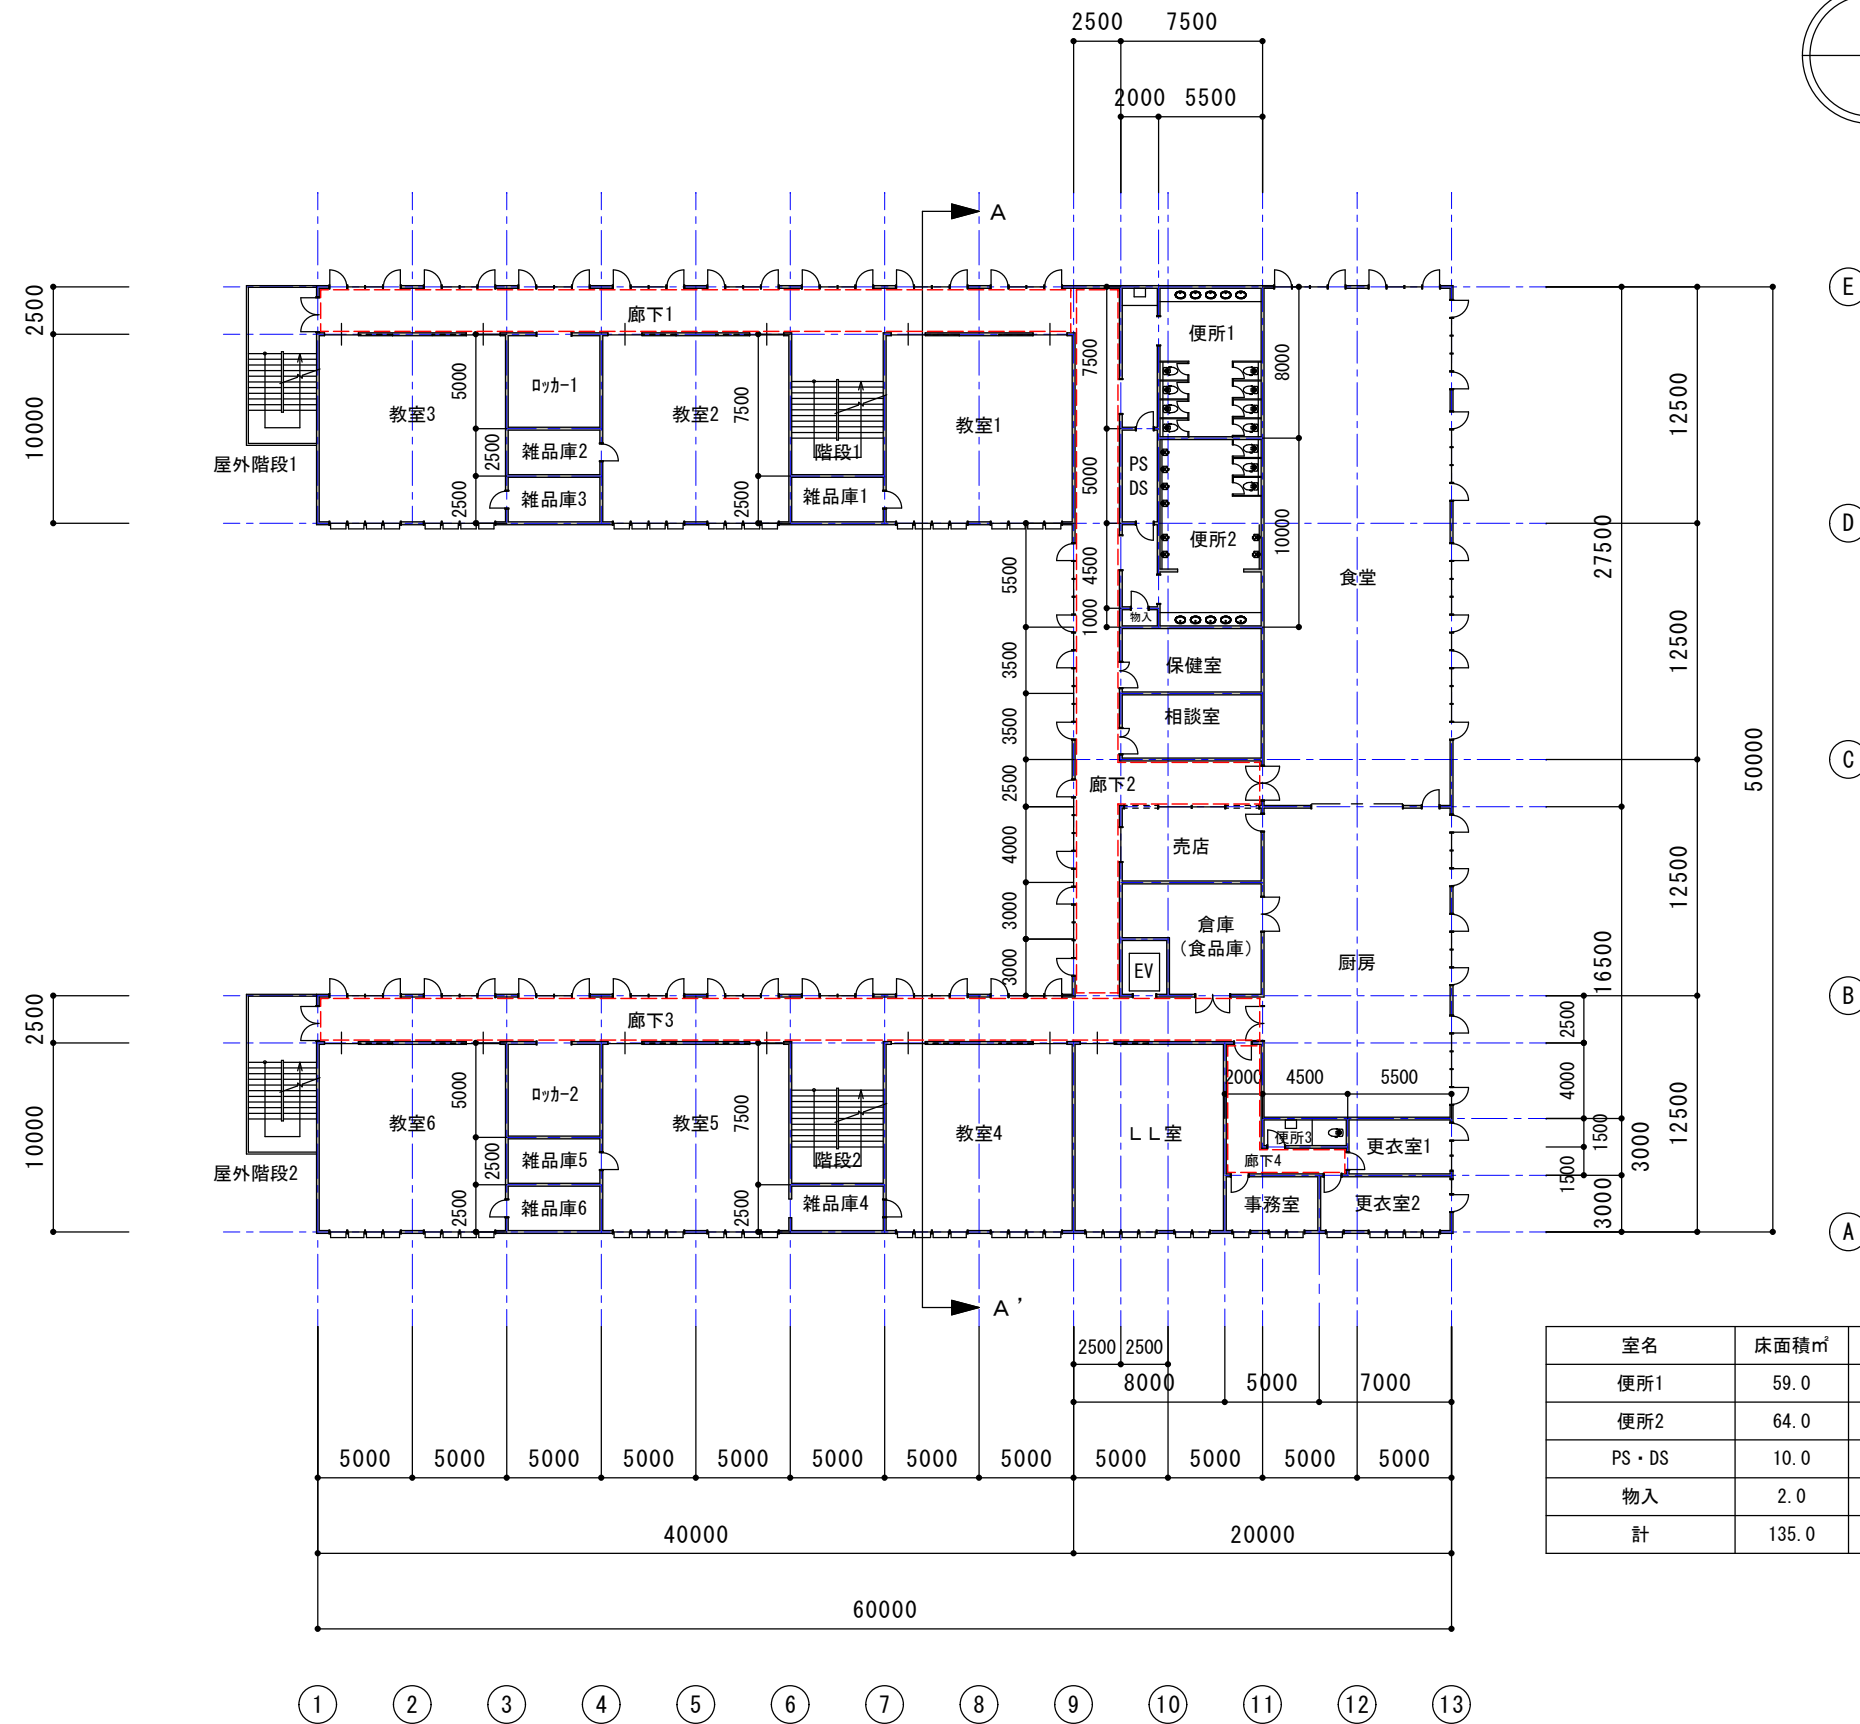 2500 7500
2000 5500
A
E
2500
廊下1
便所1
7500
8000
12500
10000
ﾛｯｶｰ1
5000
教室3
教室2
7500
教室1
屋外階段1
雑品庫2
2500
階段1
PS
DS
5000
雑品庫3
2500
2500
雑品庫1
D
便所2
10000
27500
5500
4500
食堂
1000
物入
12500
3500
保健室
3500
相談室
50000
C
2500
廊下2
4000
売店
12500
3000
倉庫
（食品庫）
16500
3000
EV
厨房
B
2500
廊下3
2500
2000 4500 5500
4000
10000
ﾛｯｶｰ2
5000
教室6
教室5
7500
教室4
ＬＬ室
便所3
更衣室1
1500
3000
12500
屋外階段2
雑品庫5
2500
階段2
廊下4
1500
雑品庫6
2500
2500
雑品庫4
事務室
更衣室2
3000
A
A'
2500 2500
8000 5000 7000
5000 5000 5000 5000 5000 5000 5000 5000 5000 5000 5000 5000
40000 20000
60000
1 2 3 4 5 6 7 8 9 10 11 12 13
室名 床面積㎡
便所1 59.0
便所2 64.0
PS・DS 10.0
物入 2.0
計 135.0